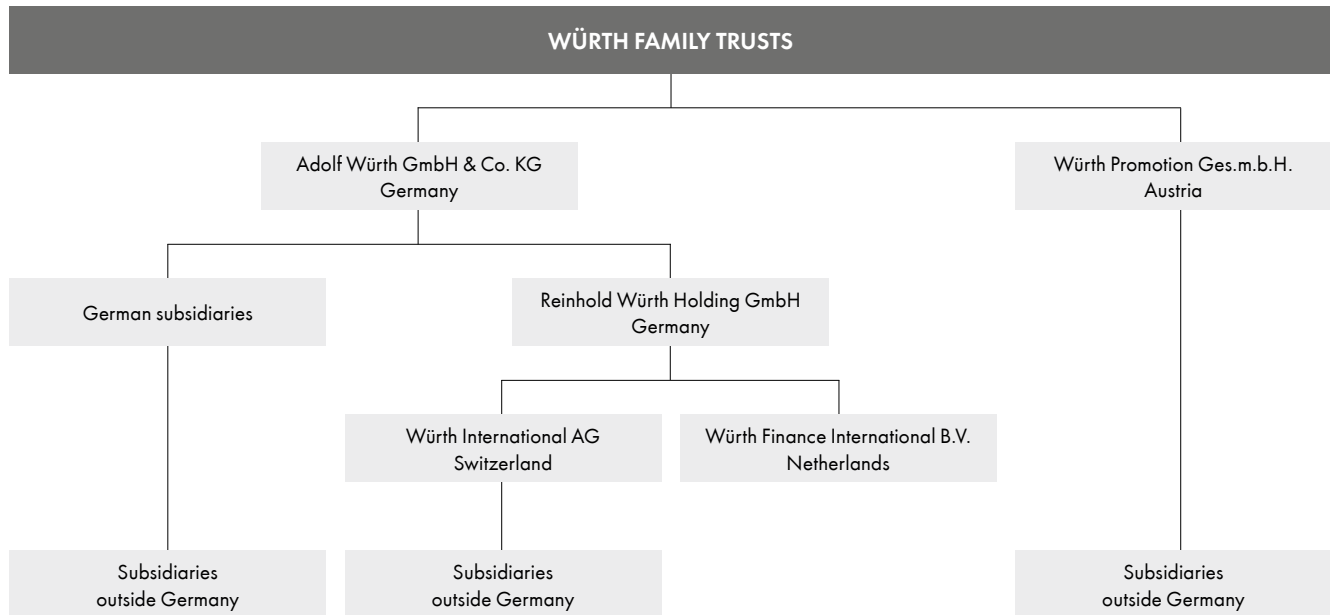 WÜRTH FAMILY TRUSTS
Adolf Würth GmbH & Co. KG
Germany
Würth Promotion Ges.m.b.H.
Austria
German subsidiaries
Reinhold Würth Holding GmbH
Germany
Würth International AG
Switzerland
Würth Finance International B.V.
Netherlands
Subsidiaries
outside Germany
Subsidiaries
outside Germany
Subsidiaries
outside Germany